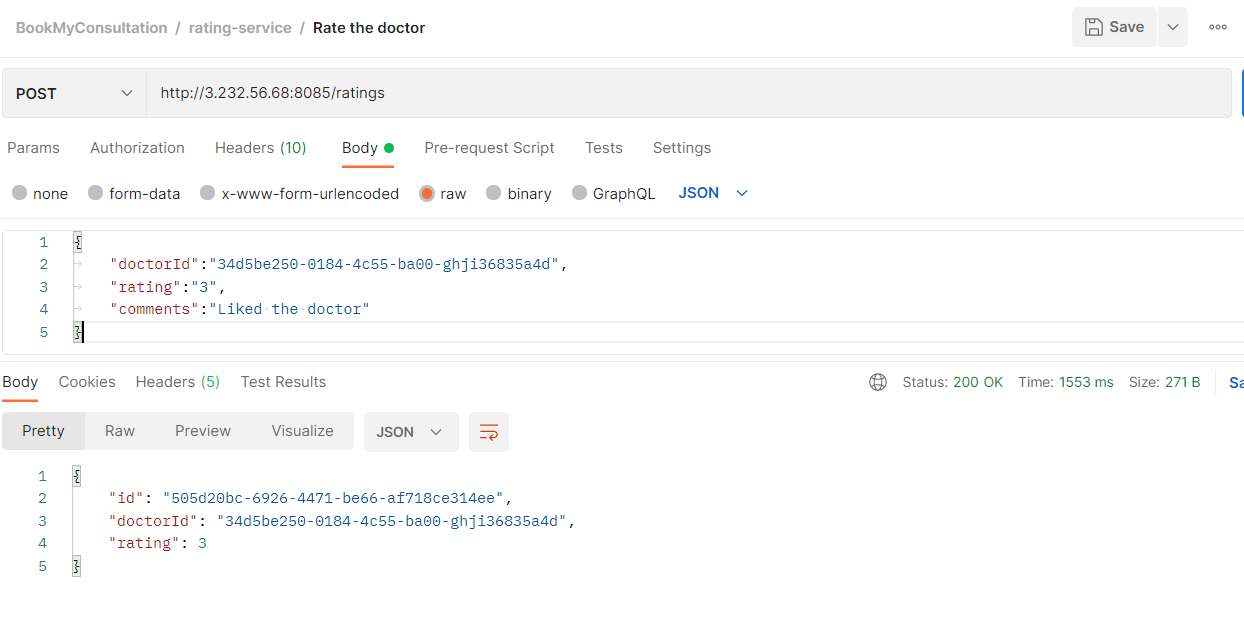 BookMyConsultation / rating-service / Rate the doctor
Save
POST
http://3.232.56.68:8085/ratings
Params Authorization Headers (10) Body Pre-request Script Tests Settings
none form-data x-www-form-urlencoded raw binary GraphQL JSON
1 {
2 "doctorId":"34d5be250-0184-4c55-ba00-ghji36835a4d",
3 "rating":"3",
4 "comments":"Liked the doctor"
5 }
Body Cookies Headers (5) Test Results Status: 200 OK Time: 1553 ms Size: 271 B Sa
Pretty Raw Preview Visualize JSON
1 {
2 "id": "505d20bc-6926-4471-be66-af718ce314ee",
3 "doctorId": "34d5be250-0184-4c55-ba00-ghji36835a4d",
4 "rating": 3
5 }